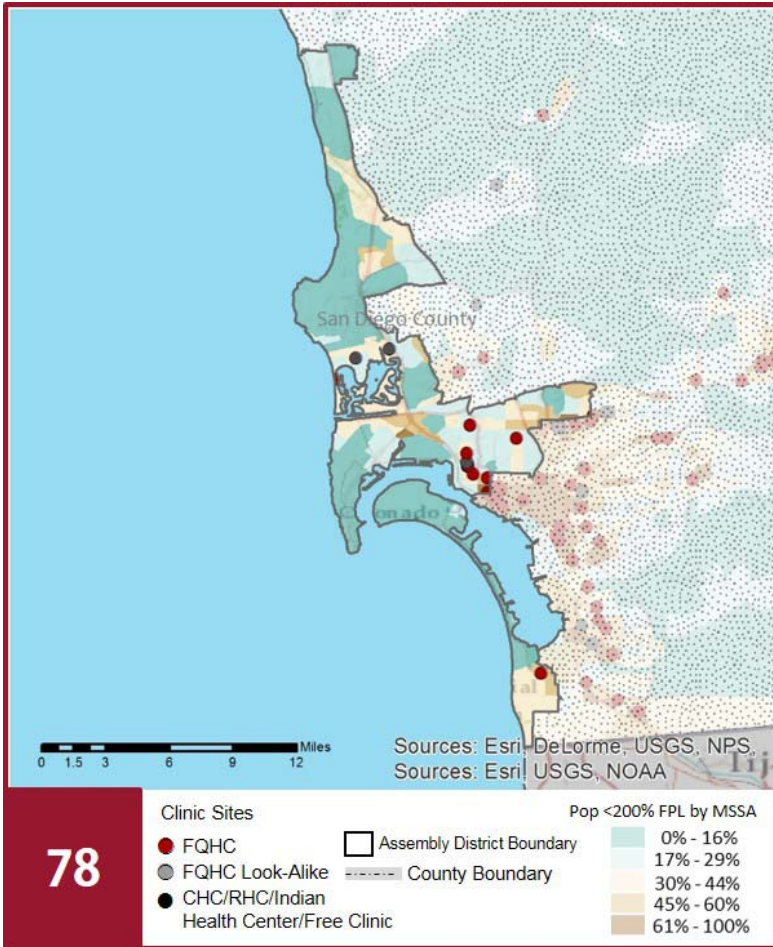 San Diego County
Coronado
ial
Miles
0 1.5 3 6 9 12
Sources: Esri, DeLorme, USGS, NPS,
Sources: Esri, USGS, NOAA
Tij
78
Clinic Sites
FQHC
FQHC Look-Alike
CHC/RHC/Indian
Health Center/Free Clinic
Assembly District Boundary
County Boundary
Pop <200% FPL by MSSA
0% - 16%
17% - 29%
30% - 44%
45% - 60%
61% - 100%